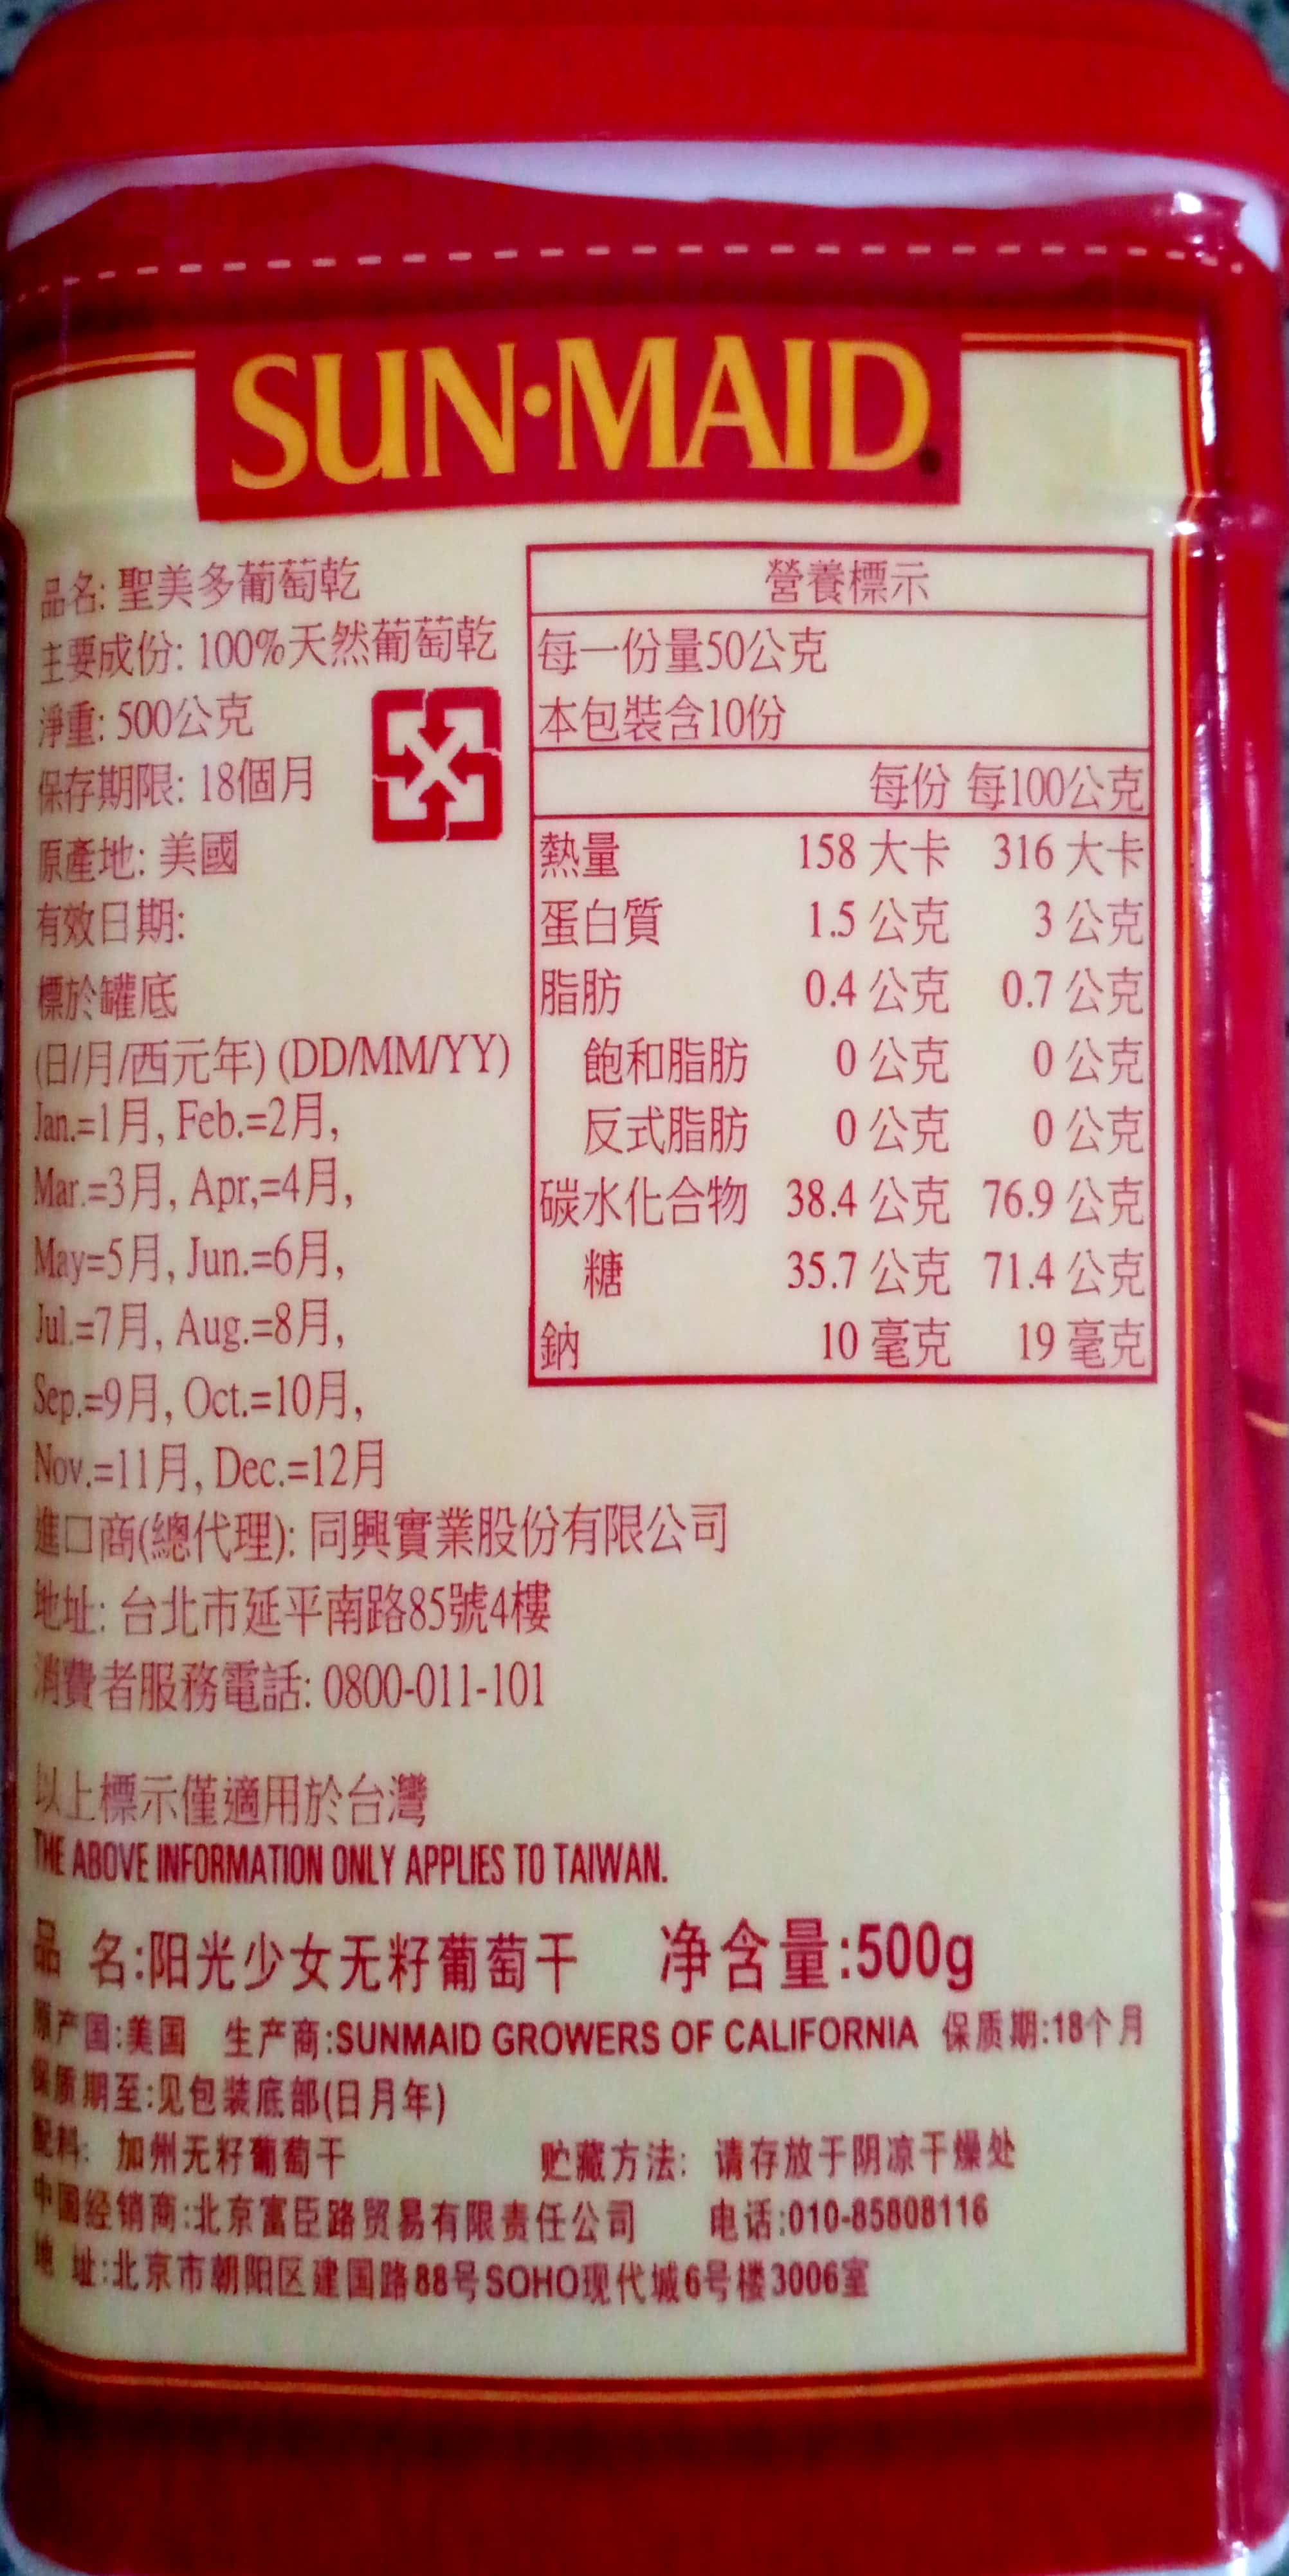 SUN·MAID
品名: 聖美多葡萄乾
主要成份: 100%天然葡萄乾
淨重: 500公克
保存期限: 18個月
原產地: 美國
有效日期:
標於罐底
(日/月/西元年) (DD/MM/YY)
Jan.=1月, Feb.=2月,
Mar.=3月, Apr,=4月,
May=5月, Jun.=6月,
Jul.=7月, Aug.=8月,
Sep.=9月, Oct.=10月,
Nov.=11月, Dec.=12月
營養標示
每一份量50公克
本包裝含10份
每份 每100公克
熱量 158 大卡 316 大卡
蛋白質 1.5 公克 3 公克
脂肪 0.4 公克 0.7 公克
飽和脂肪 0 公克 0 公克
反式脂肪 0 公克 0 公克
碳水化合物 38.4 公克 76.9 公克
糖 35.7 公克 71.4 公克
鈉 10 毫克 19 毫克
進口商(總代理): 同興實業股份有限公司
地址: 台北市延平南路85號4樓
消費者服務電話: 0800-011-101
以上標示僅適用於台灣
THE ABOVE INFORMATION ONLY APPLIES TO TAIWAN.
品 名:阳光少女无籽葡萄干 净含量:500g
原产国:美国 生产商:SUNMAID GROWERS OF CALIFORNIA 保质期:18个月
保质期至:见包装底部(日月年)
配料: 加州无籽葡萄干 贮藏方法: 请存放于阴凉干燥处
中国经销商:北京富臣路贸易有限责任公司 电话:010-85808116
地 址:北京市朝阳区建国路88号SOHO现代城6号楼3006室